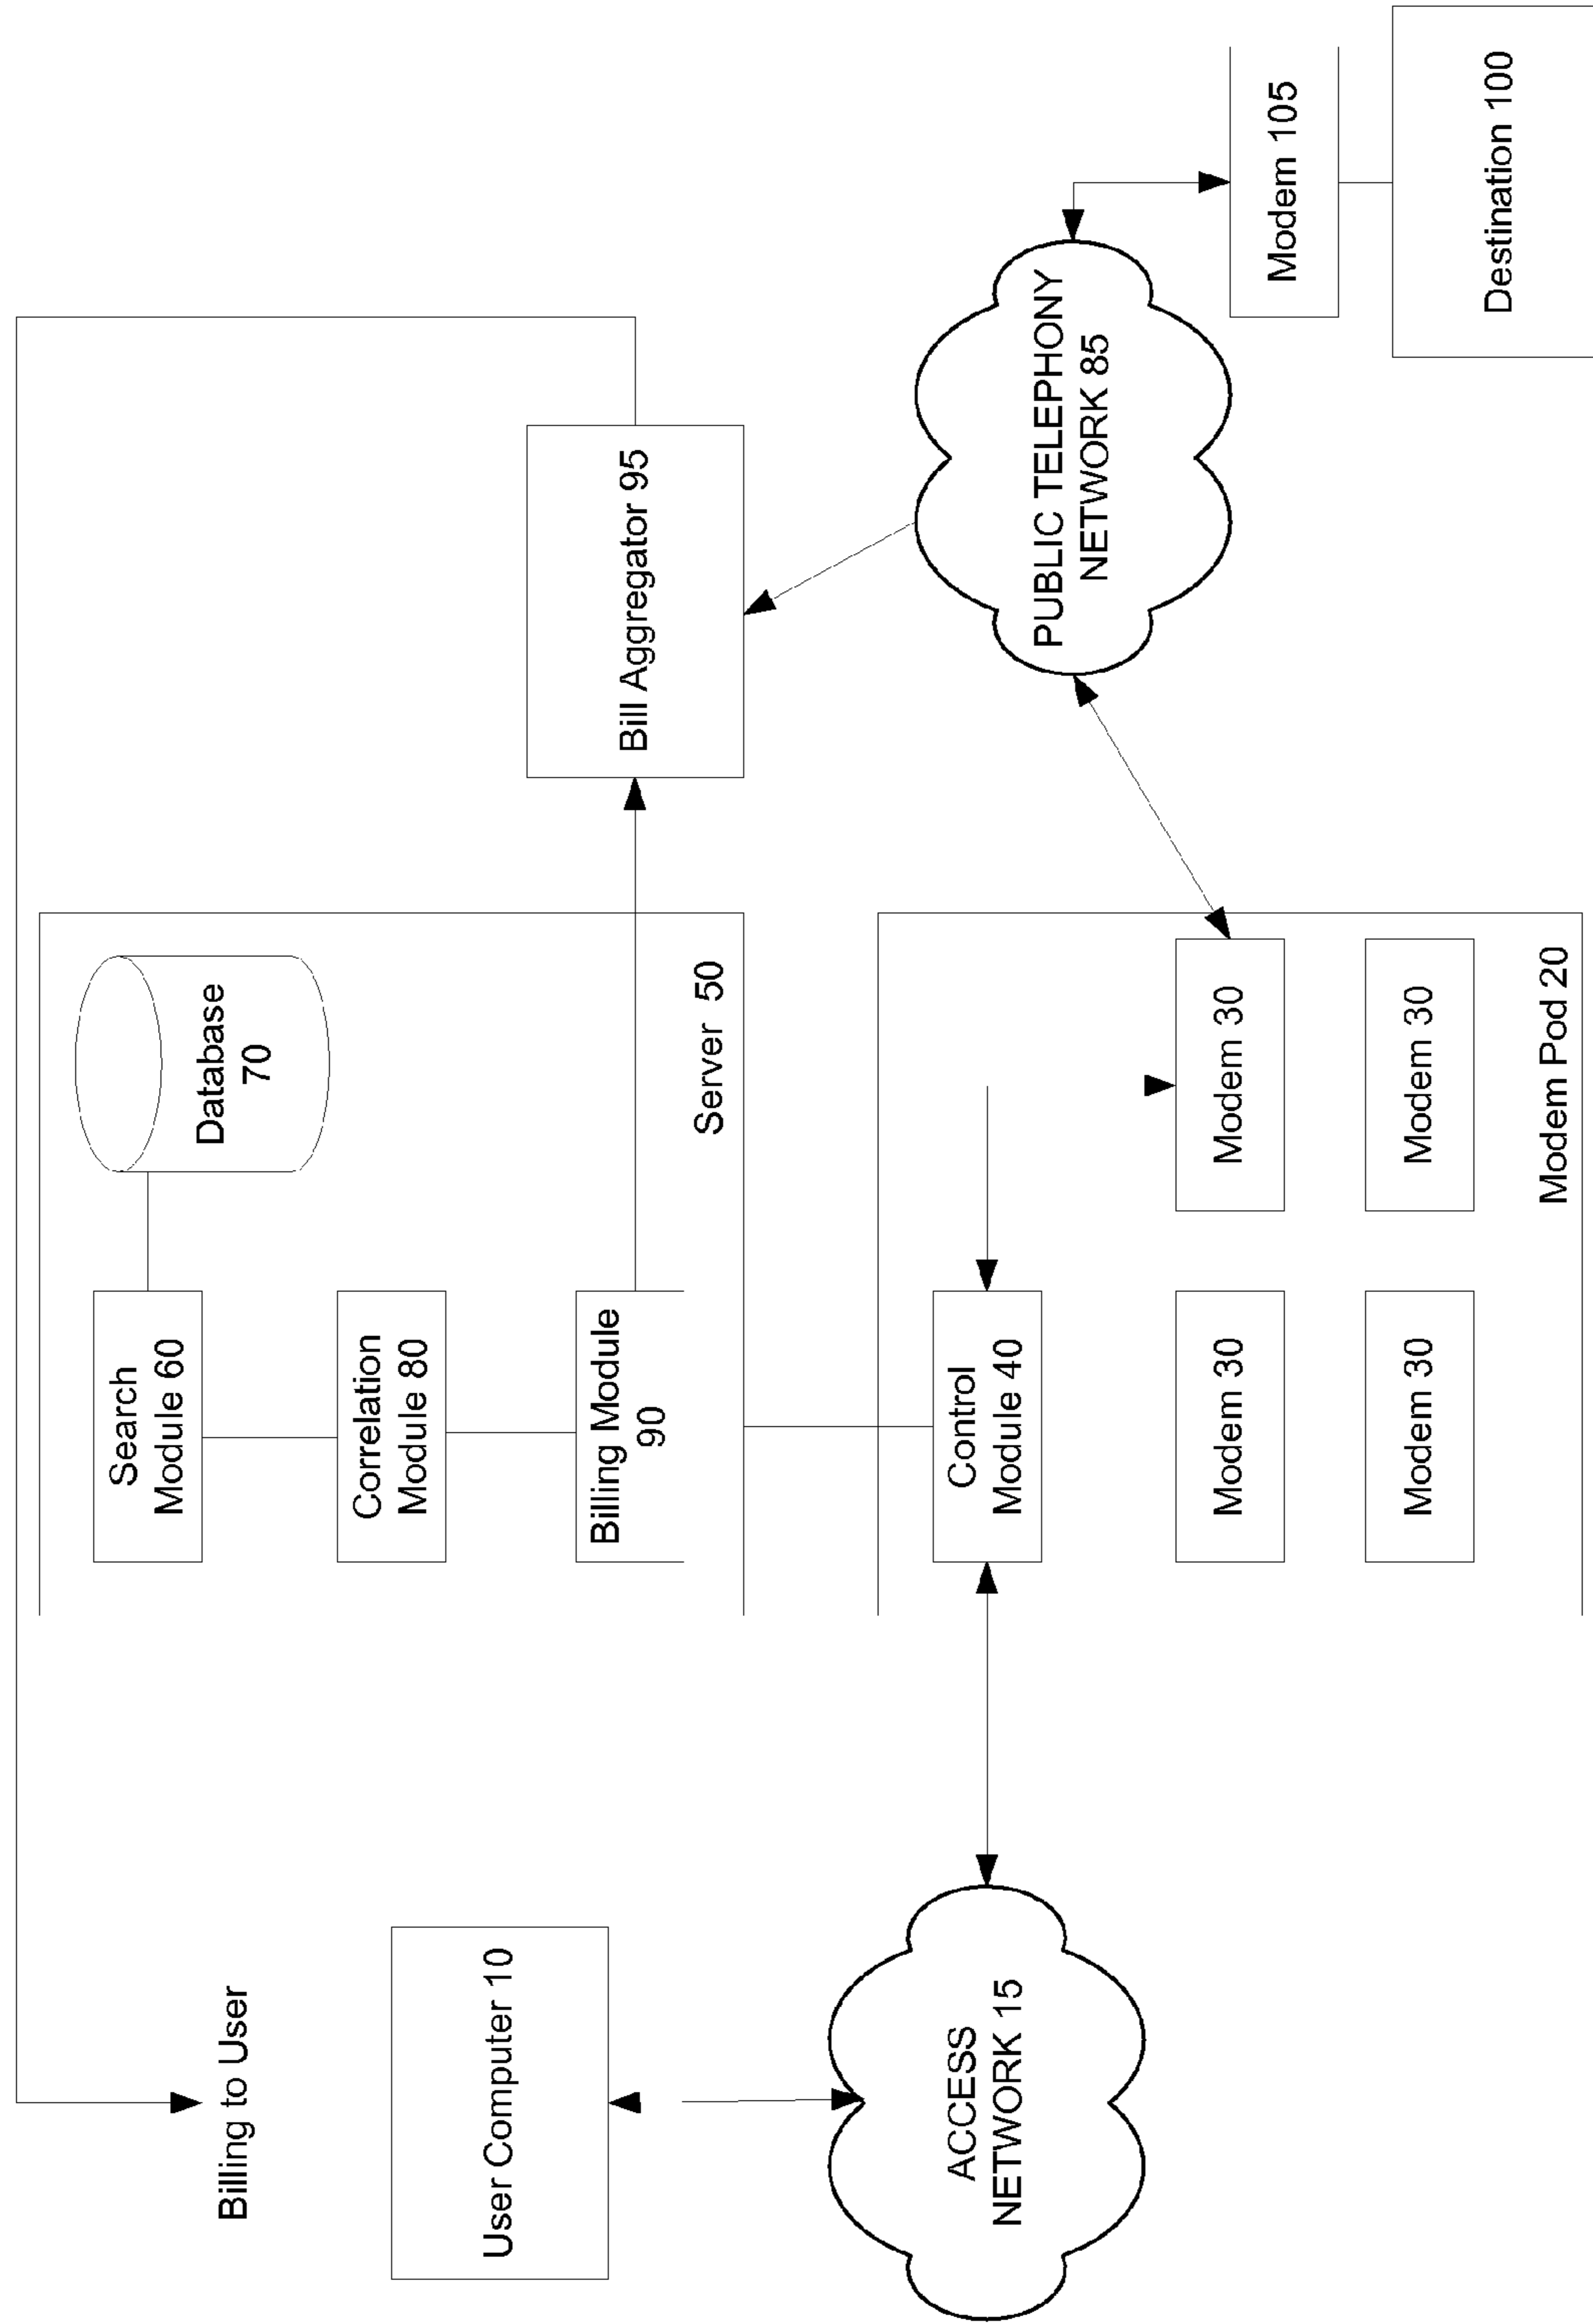 Billing to User
User Computer 10
ACCESS
NETWORK 15
Search
Module 60
Correlation
Module 80
Billing Module
90
Database
70
Server 50
Control
Module 40
Modem 30
Modem 30
Modem 30
Modem 30
Modem Pod 20
Bill Aggregator 95
PUBLIC TELEPHONY
NETWORK 85
Modem 105
Destination 100